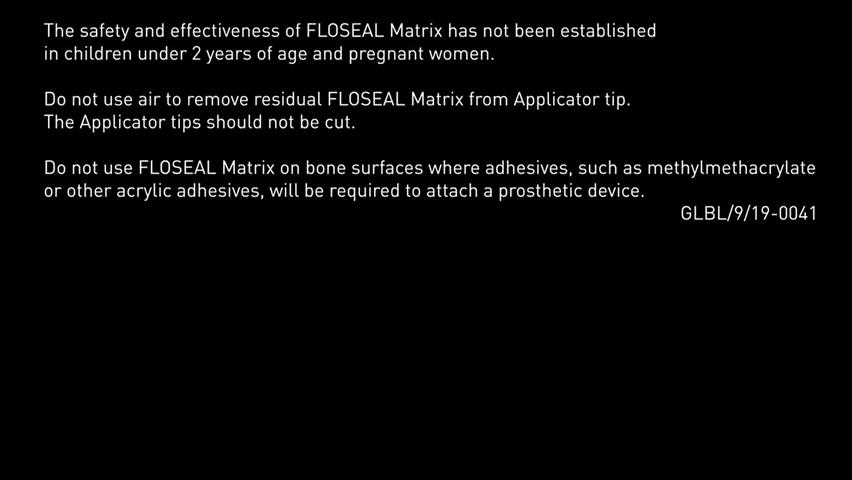 The safety and effectiveness of FLOSEAL Matrix has not been established
in children under 2 years of age and pregnant women.
Do not use air to remove residual FLOSEAL Matrix from Applicator tip.
The Applicator tips should not be cut.
Do not use FLOSEAL Matrix on bone surfaces where adhesives, such as methylmethacrylate
or other acrylic adhesives, will be required to attach a prosthetic device.
GLBL/9/19-0041